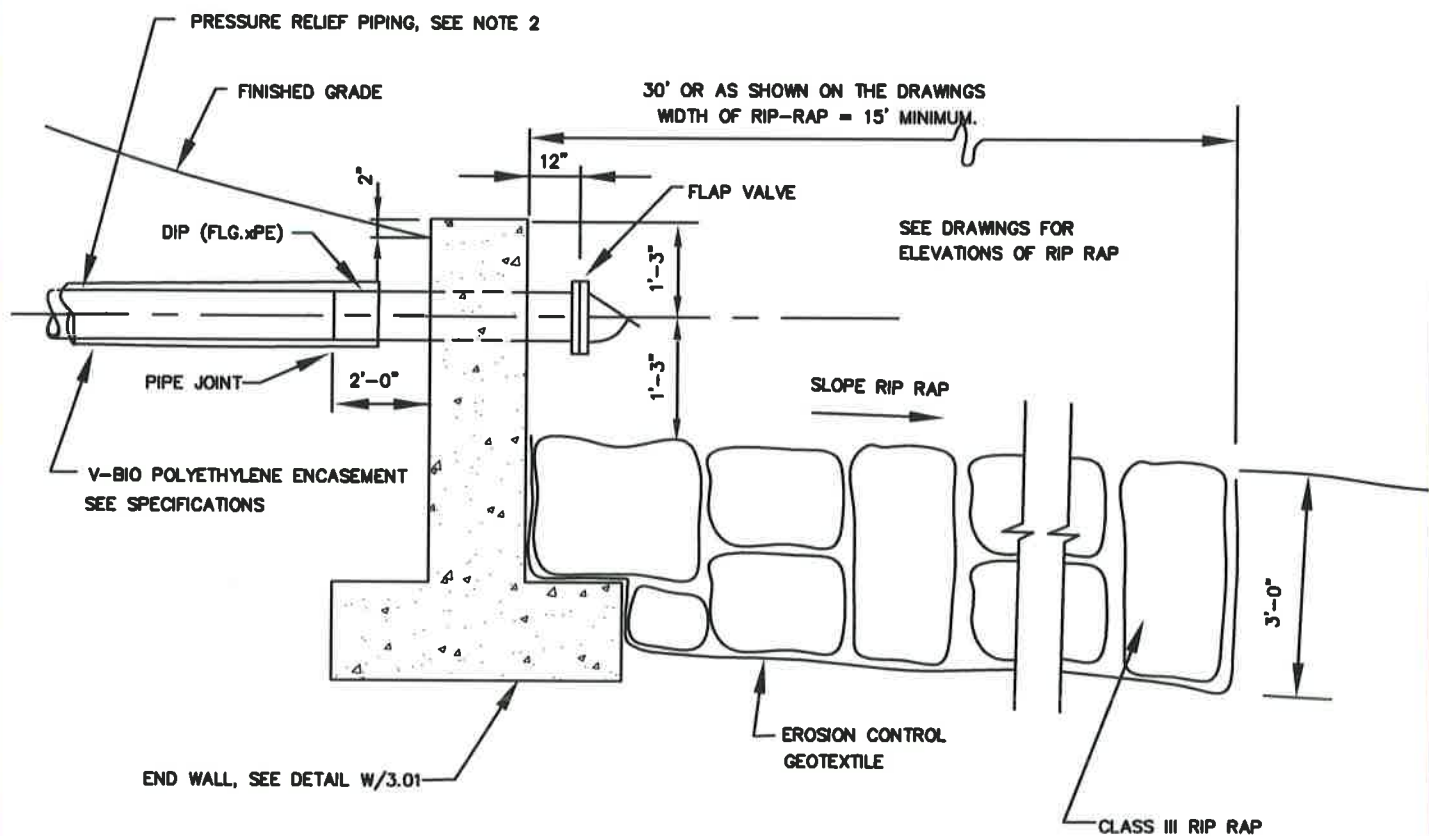 PRESSURE RELIEF PIPING, SEE NOTE 2
FINISHED GRADE
30' OR AS SHOWN ON THE DRAWINGS
WIDTH OF RIP-RAP = 15' MINIMUM.
12"
2"
FLAP VALVE
DIP (FLG.xPE)
SEE DRAWINGS FOR
ELEVATIONS OF RIP RAP
1'-3"
1'-3"
PIPE JOINT
2'-0"
SLOPE RIP RAP
V-BIO POLYETHYLENE ENCASEMENT
SEE SPECIFICATIONS
3'-0"
EROSION CONTROL
GEOTEXTILE
END WALL, SEE DETAIL W/3.01
CLASS III RIP RAP